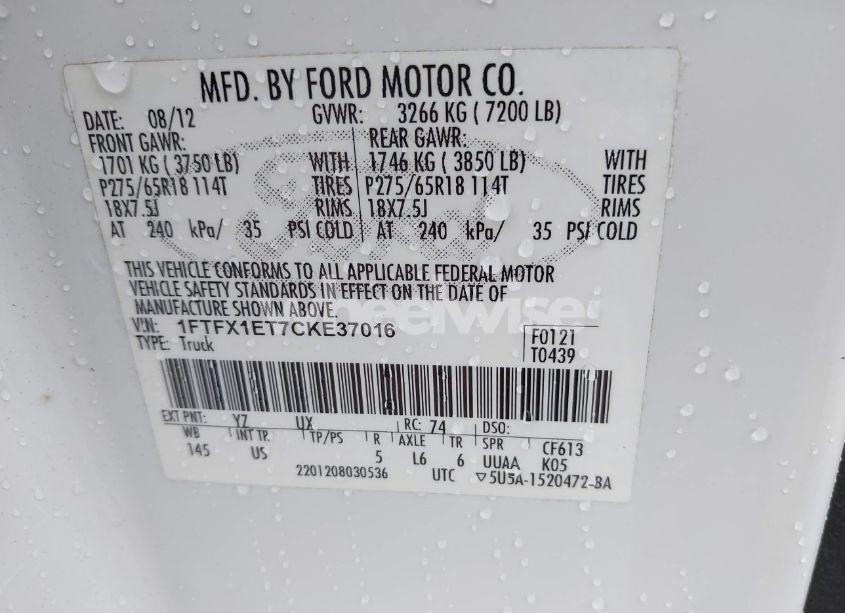 MFD. BY FORD MOTOR CO.
DATE: 08/12 GVWR: 3266 KG ( 7200 LB)
FRONT GAWR: REAR GAWR:
1701 KG ( 3750 LB) WITH 1746 KG ( 3850 LB) WITH
P275/65R18 114T TIRES P275/65R18 114T TIRES
18X7.5J RIMS 18X7.5J RIMS
AT 240 kPa/ 35 PSI COLD AT 240 kPa/ 35 PSI COLD
THIS VEHICLE CONFORMS TO ALL APPLICABLE FEDERAL MOTOR
VEHICLE SAFETY STANDARDS IN EFFECT ON THE DATE OF
MANUFACTURE SHOWN ABOVE.
VIN: 1FTFX1ET7CKE37016 F0121
TYPE: Truck T0439
EXT PNT: YZ UX RC: 74 DSO:
WB INT TR TP/PS R AXLE TR SPR CF613
145 US 5 L6 6 UUAA K05
2201208030536 UTC ▽5U5A-1520472-BA